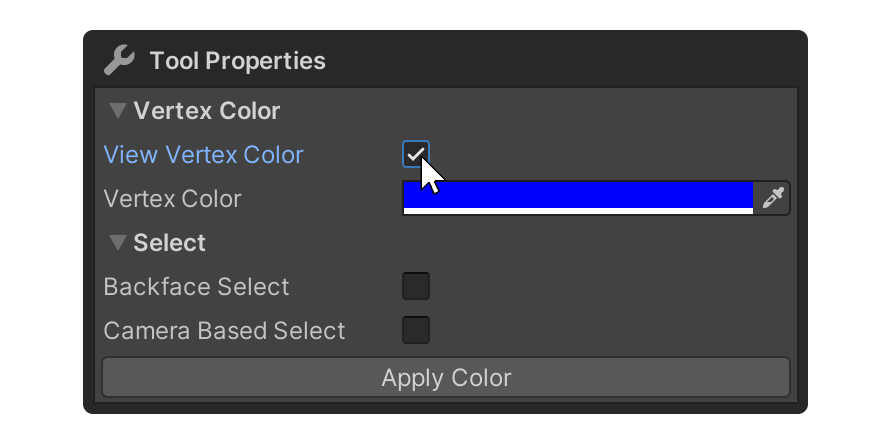 Tool Properties
Vertex Color
View Vertex Color
Vertex Color
Select
Backface Select
Camera Based Select
Apply Color